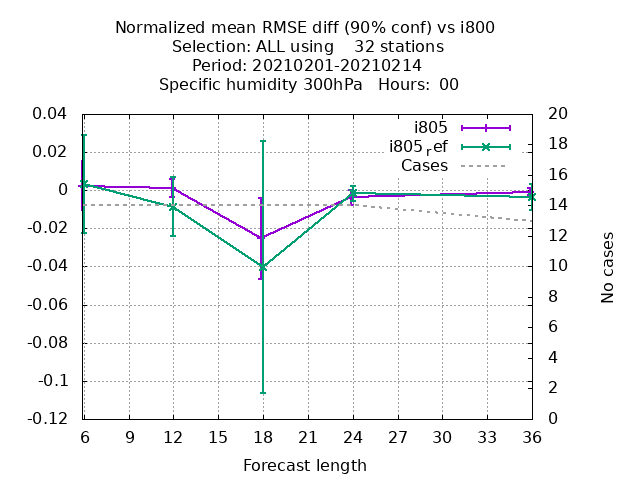 Normalized mean RMSE diff (90% conf) vs i800
Selection: ALL using    32 stations
Period: 20210201-20210214
Specific humidity 300hPa   Hours:  00
0.04
0.02
0
-0.02
-0.04
-0.06
-0.08
-0.1
-0.12
i805
i805ref
Cases
20
18
16
14
12
10
8
6
4
2
0
No cases
6 9 12 15 18 21 24 27 30 33 36
Forecast length